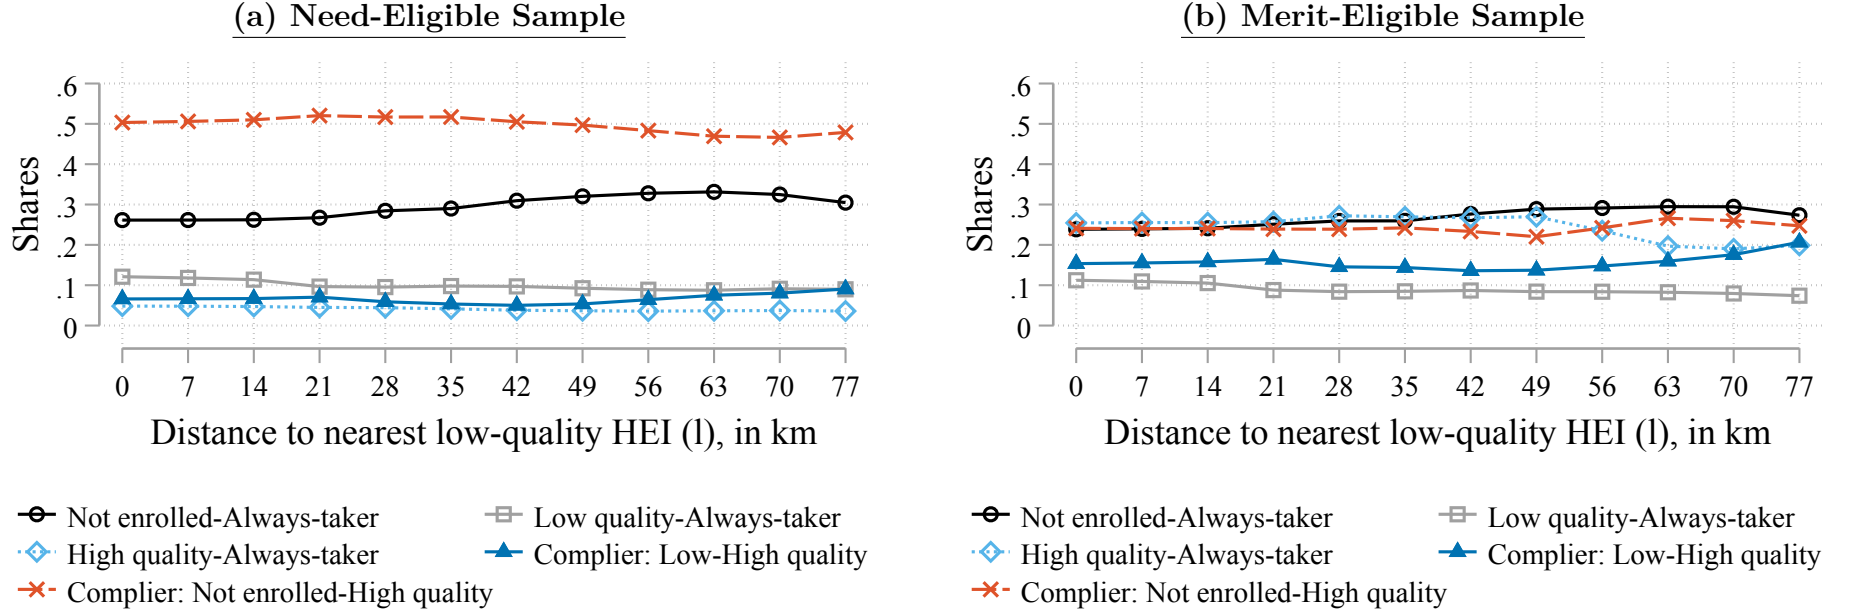 (a) Need-Eligible Sample
.6
.5
.4
.3
.2
.1
0
Shares
0 7 14 21 28 35 42 49 56 63 70 77
Distance to nearest low-quality HEI (l), in km
Not enrolled-Always-taker
Low quality-Always-taker
High quality-Always-taker
Complier: Low-High quality
Complier: Not enrolled-High quality
(b) Merit-Eligible Sample
.6
.5
.4
.3
.2
.1
0
Shares
0 7 14 21 28 35 42 49 56 63 70 77
Distance to nearest low-quality HEI (l), in km
Not enrolled-Always-taker
Low quality-Always-taker
High quality-Always-taker
Complier: Low-High quality
Complier: Not enrolled-High quality